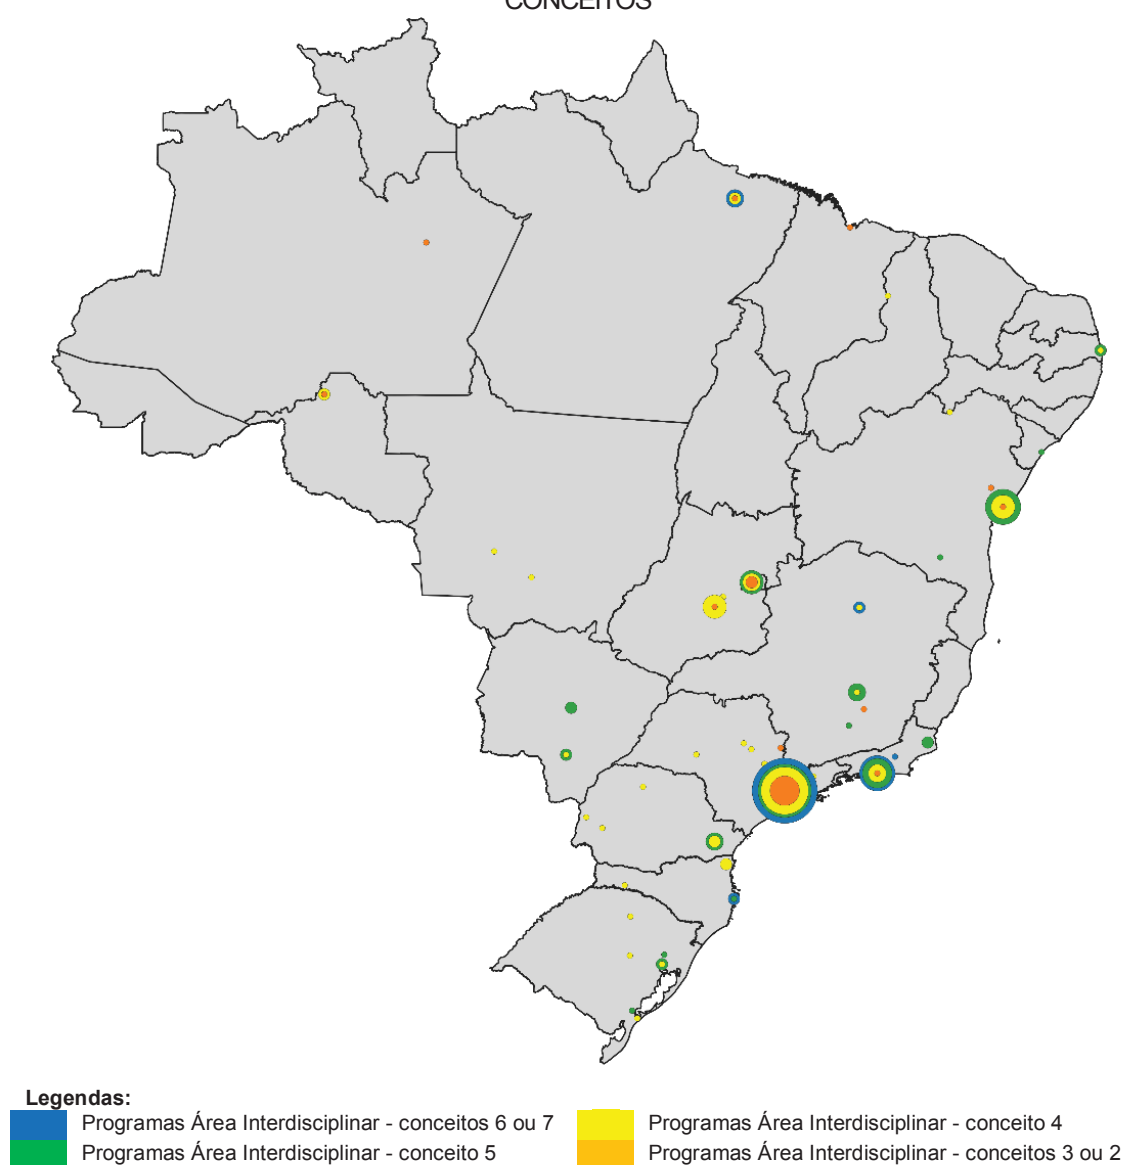 CONCEITOS
Legendas:
Programas Área Interdisciplinar - conceitos 6 ou 7
Programas Área Interdisciplinar - conceito 4
Programas Área Interdisciplinar - conceito 5
Programas Área Interdisciplinar - conceitos 3 ou 2